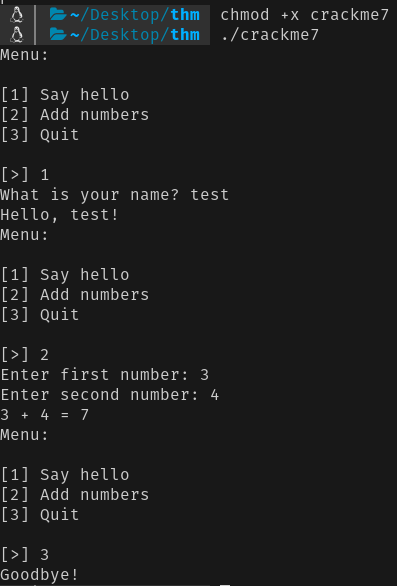 ~/Desktop/thm chmod +x crackme7
~/Desktop/thm ./crackme7
Menu:
[1] Say hello
[2] Add numbers
[3] Quit
[>] 1
What is your name? test
Hello, test!
Menu:
[1] Say hello
[2] Add numbers
[3] Quit
[>] 2
Enter first number: 3
Enter second number: 4
3 + 4 = 7
Menu:
[1] Say hello
[2] Add numbers
[3] Quit
[>] 3
Goodbye!